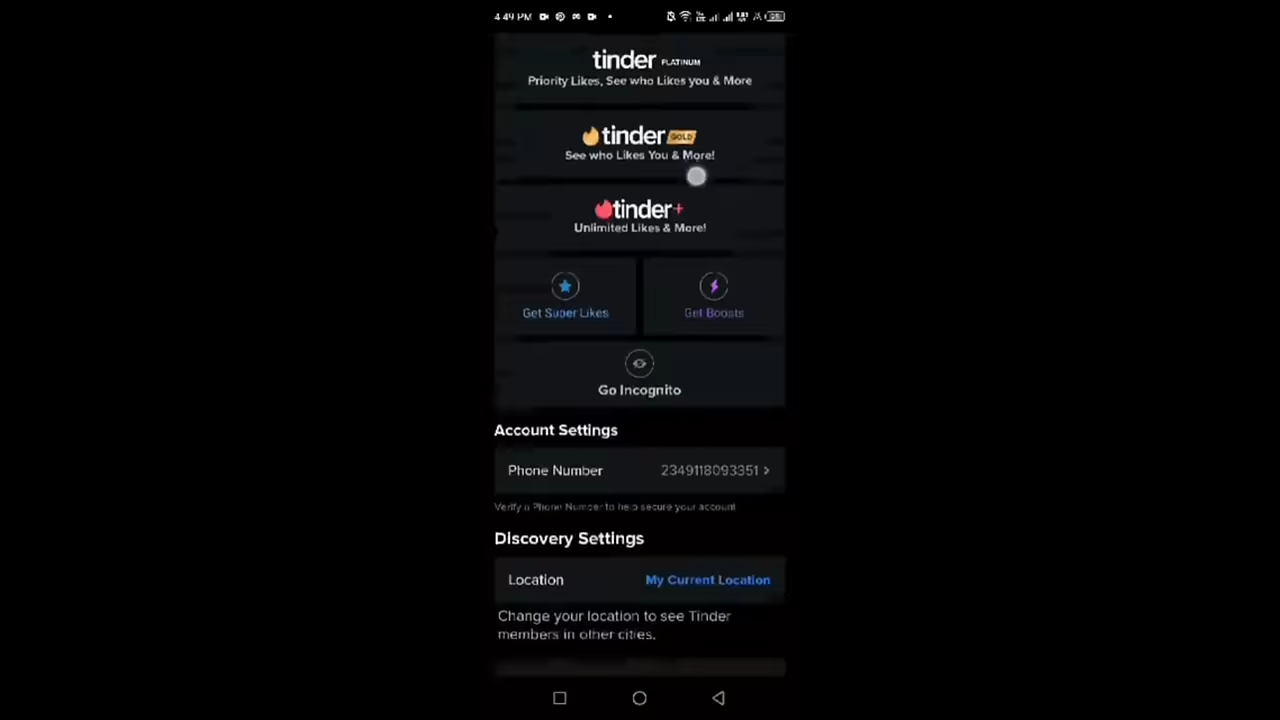 4:49 PM
tinder PLATINUM
Priority Likes, See who Likes you & More
tinder GOLD
See who Likes You & More!
tinder+
Unlimited Likes & More!
Get Super Likes
Get Boosts
Go Incognito
Account Settings
Phone Number 2349118093351 >
Verify a Phone Number to help secure your account
Discovery Settings
Location My Current Location
Change your location to see Tinder
members in other cities.